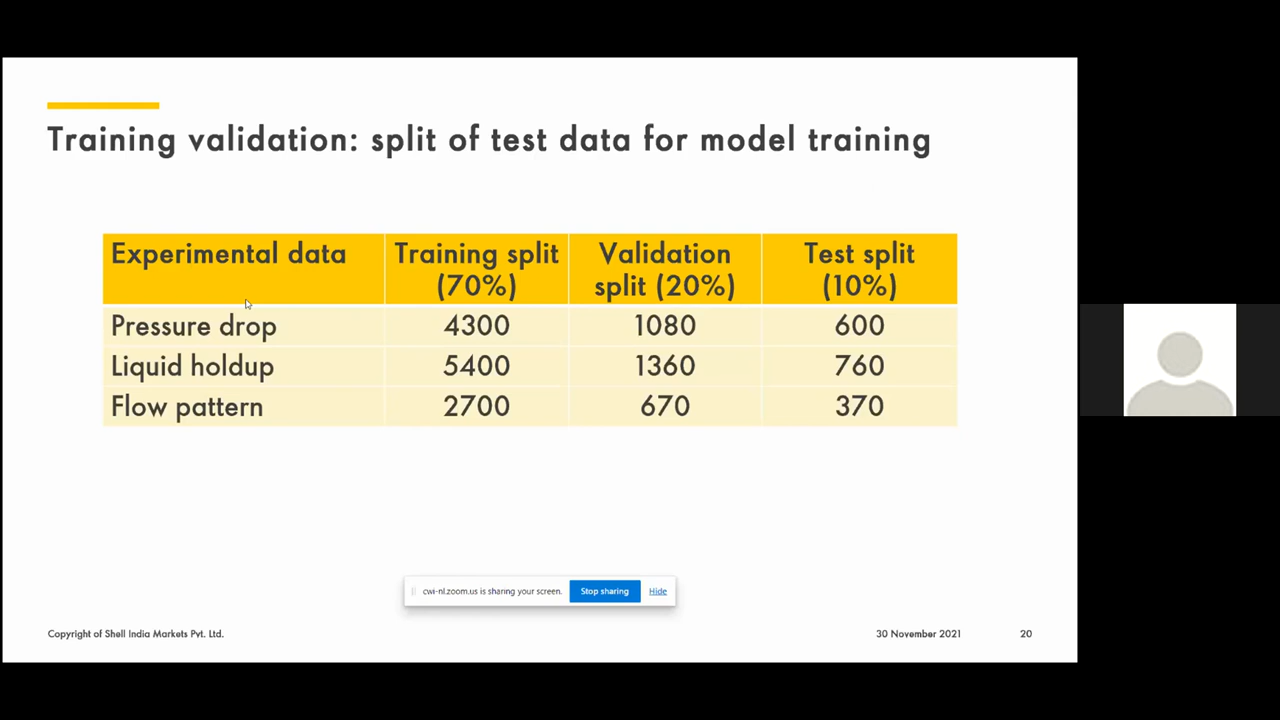 Training validation: split of test data for model training
Experimental data Training split (70%) Validation split (20%) Test split (10%)
Pressure drop 4300 1080 600
Liquid holdup 5400 1360 760
Flow pattern 2700 670 370
cwi-nl.zoom.us is sharing your screen. Stop sharing Hide
Copyright of Shell India Markets Pvt. Ltd. 30 November 2021 20